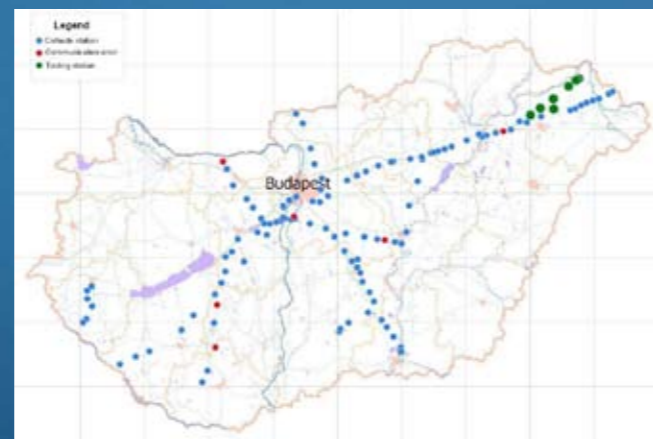 Legend
Cathode station
Communication error
Testing station
Budapest